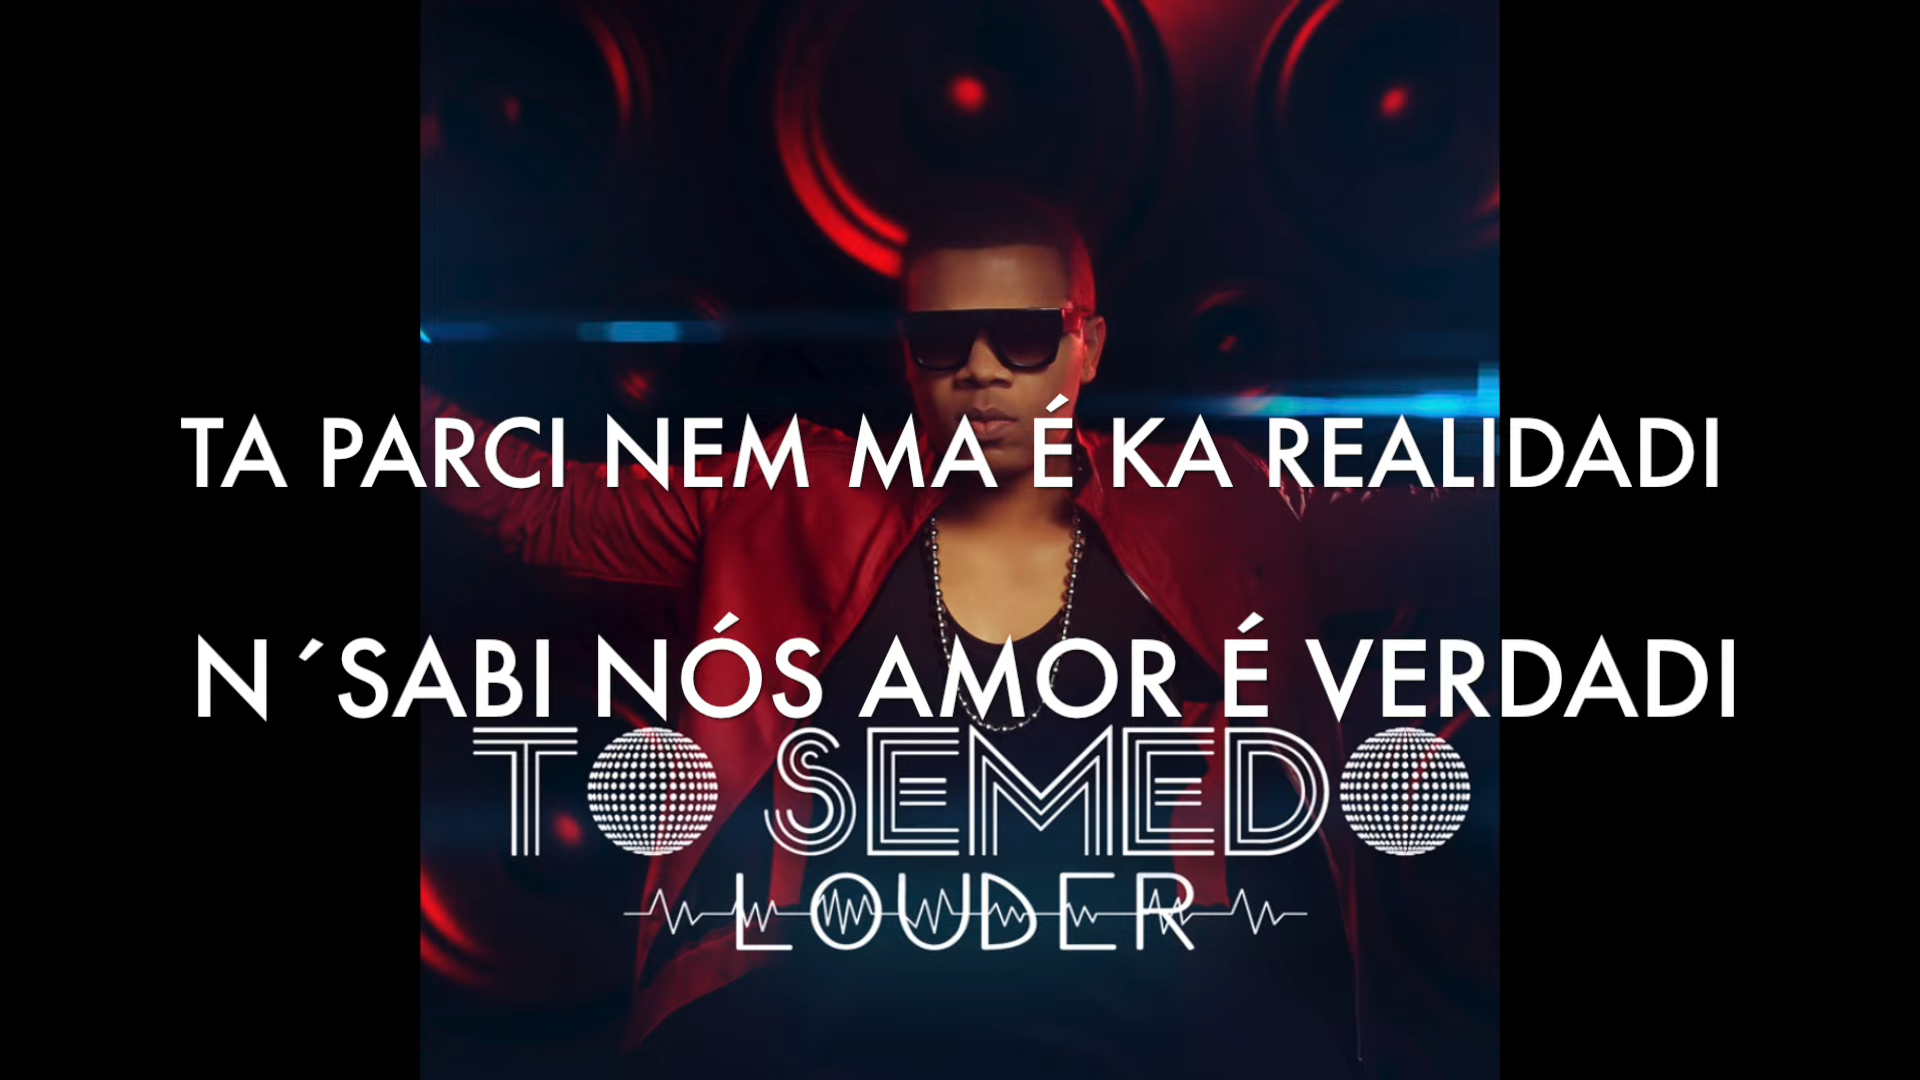 TA PARCI NEM MA É KA REALIDADI
N´SABI NÓS AMOR É VERDADI
TO SEMEDO
LOUDER